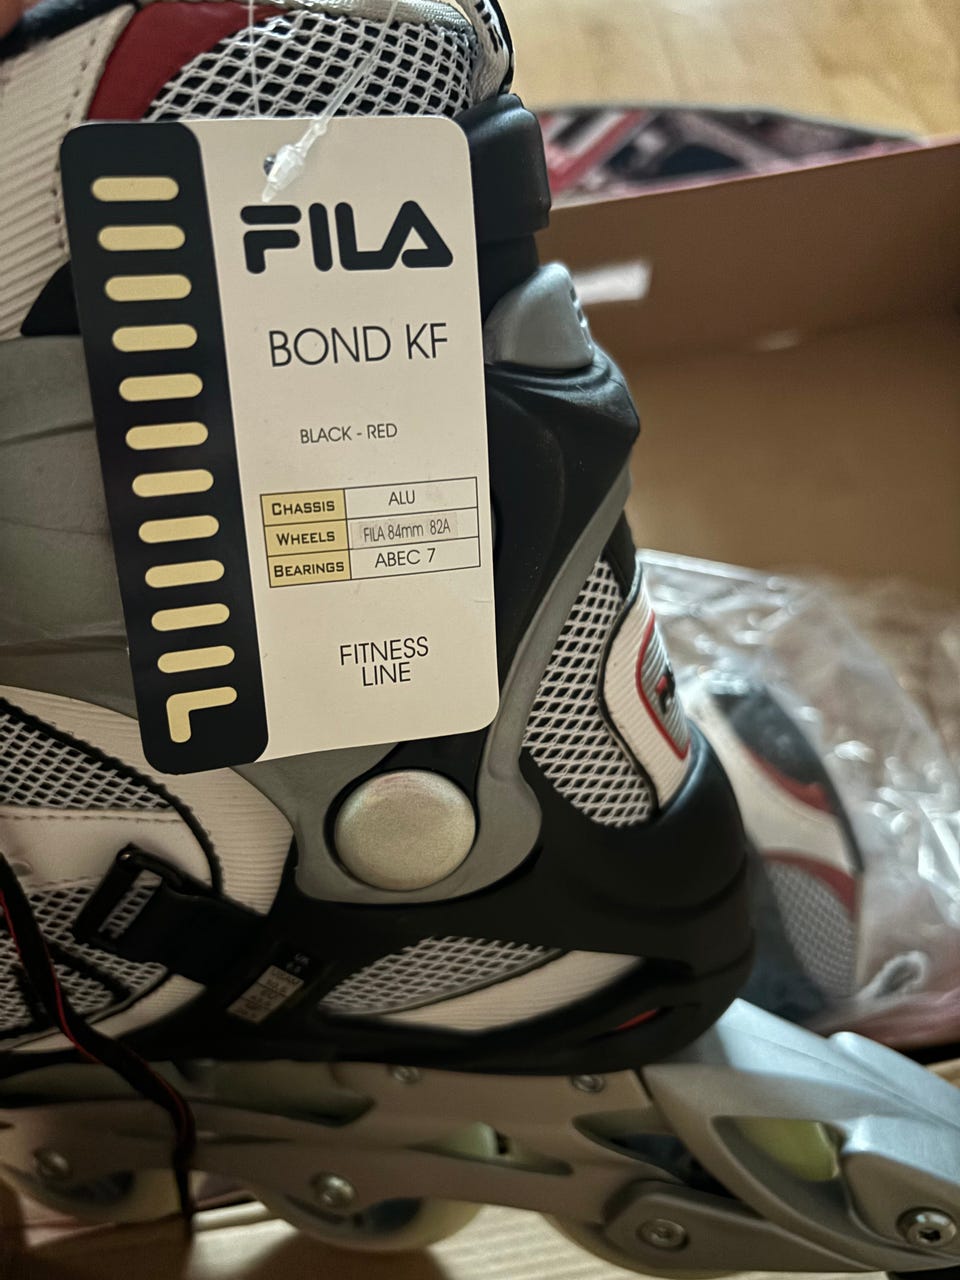 FILA
BOND KF
BLACK - RED
CHASSIS ALU
WHEELS FILA 84mm 82A
BEARINGS ABEC 7
FITNESS
LINE